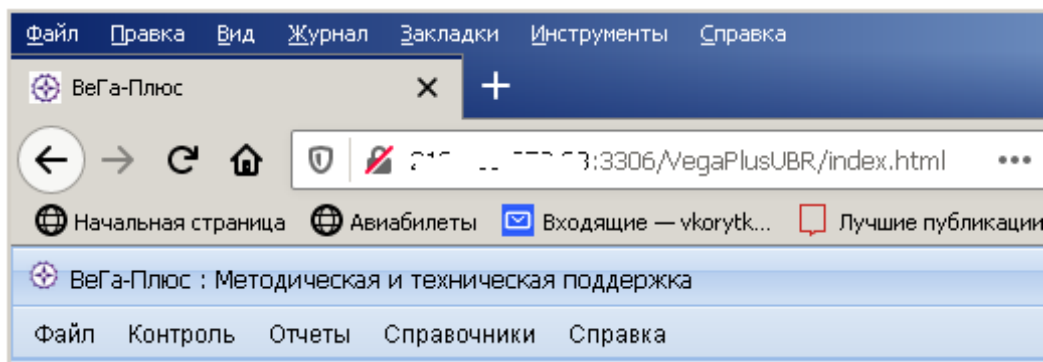 Файл Правка Вид Журнал Закладки Инструменты Справка
ВеГа-Плюс
:3306/VegaPlusUBR/index.html
Начальная страница Авиабилеты Входящие — vkorytk... Лучшие публикации
ВеГа-Плюс : Методическая и техническая поддержка
Файл Контроль Отчеты Справочники Справка